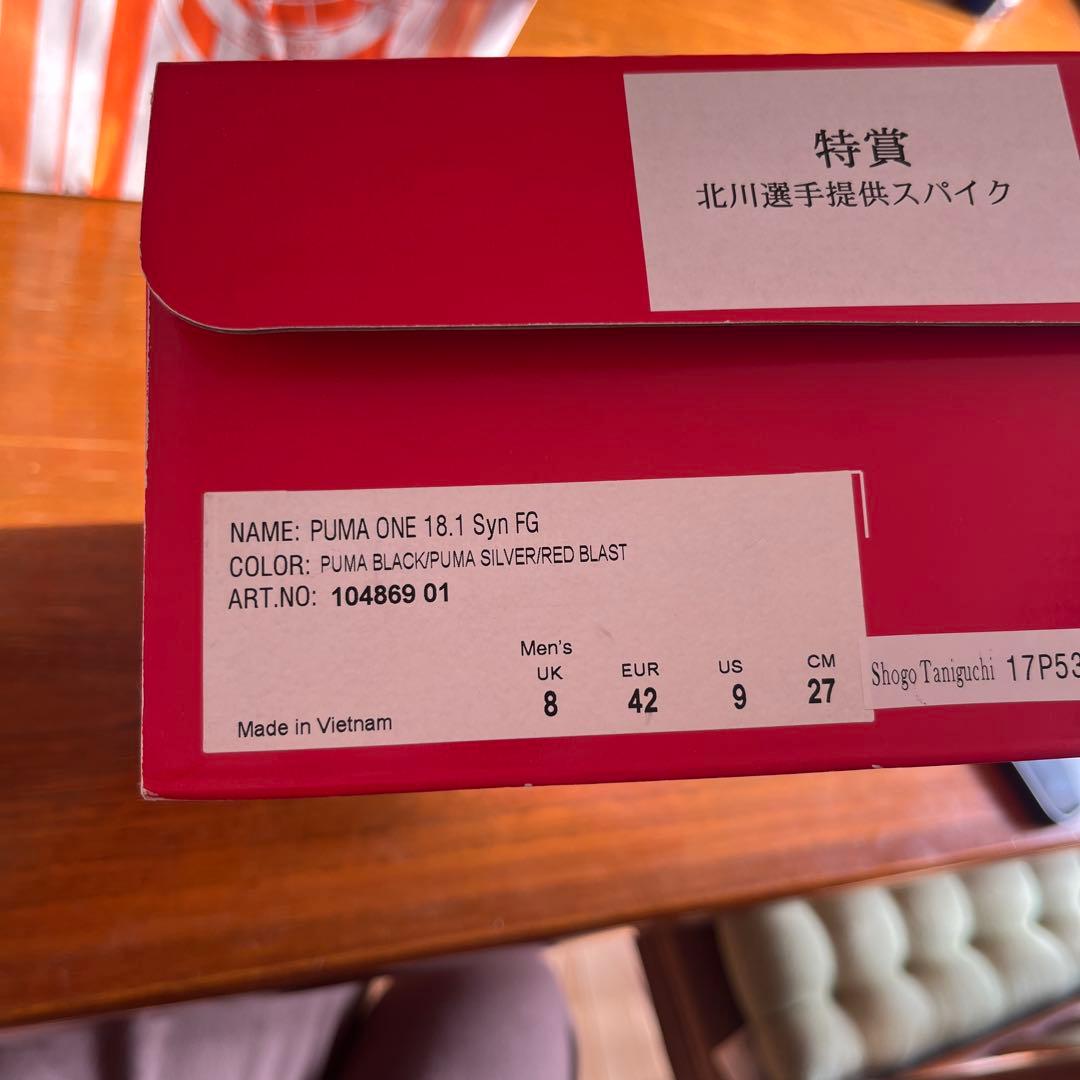 特賞
北川選手提供スパイク
NAME: PUMA ONE 18.1 Syn FG
COLOR: PUMA BLACK/PUMA SILVER/RED BLAST
ART.NO: 104869 01
Men's
UK EUR US CM
8 42 9 27
Shogo Taniguchi 17P53
Made in Vietnam